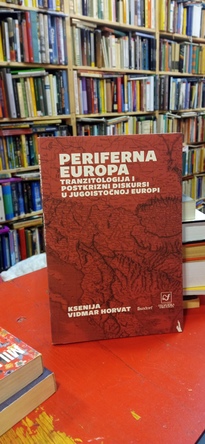 PERIFERNA
EUROPA
TRANZITOLOGIJA I
POSTKRIZNI DISKURSI
U JUGOISTOČNOJ EUROPI
KSENIJA
VIDMAR HORVAT